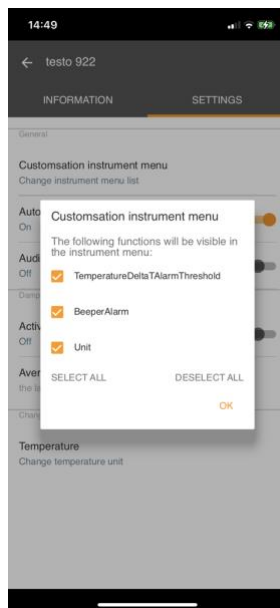 14:49
testo 922
INFORMATION
SETTINGS
General
Customsation instrument menu
Change instrument menu list
Auto
On
Audi
Off
Damp
Activ
Off
Aver
the la
Chan
Customsation instrument menu
The following functions will be visible in
the instrument menu:
TemperatureDeltaTAlarmThreshold
BeeperAlarm
Unit
SELECT ALL
DESELECT ALL
OK
Temperature
Change temperature unit